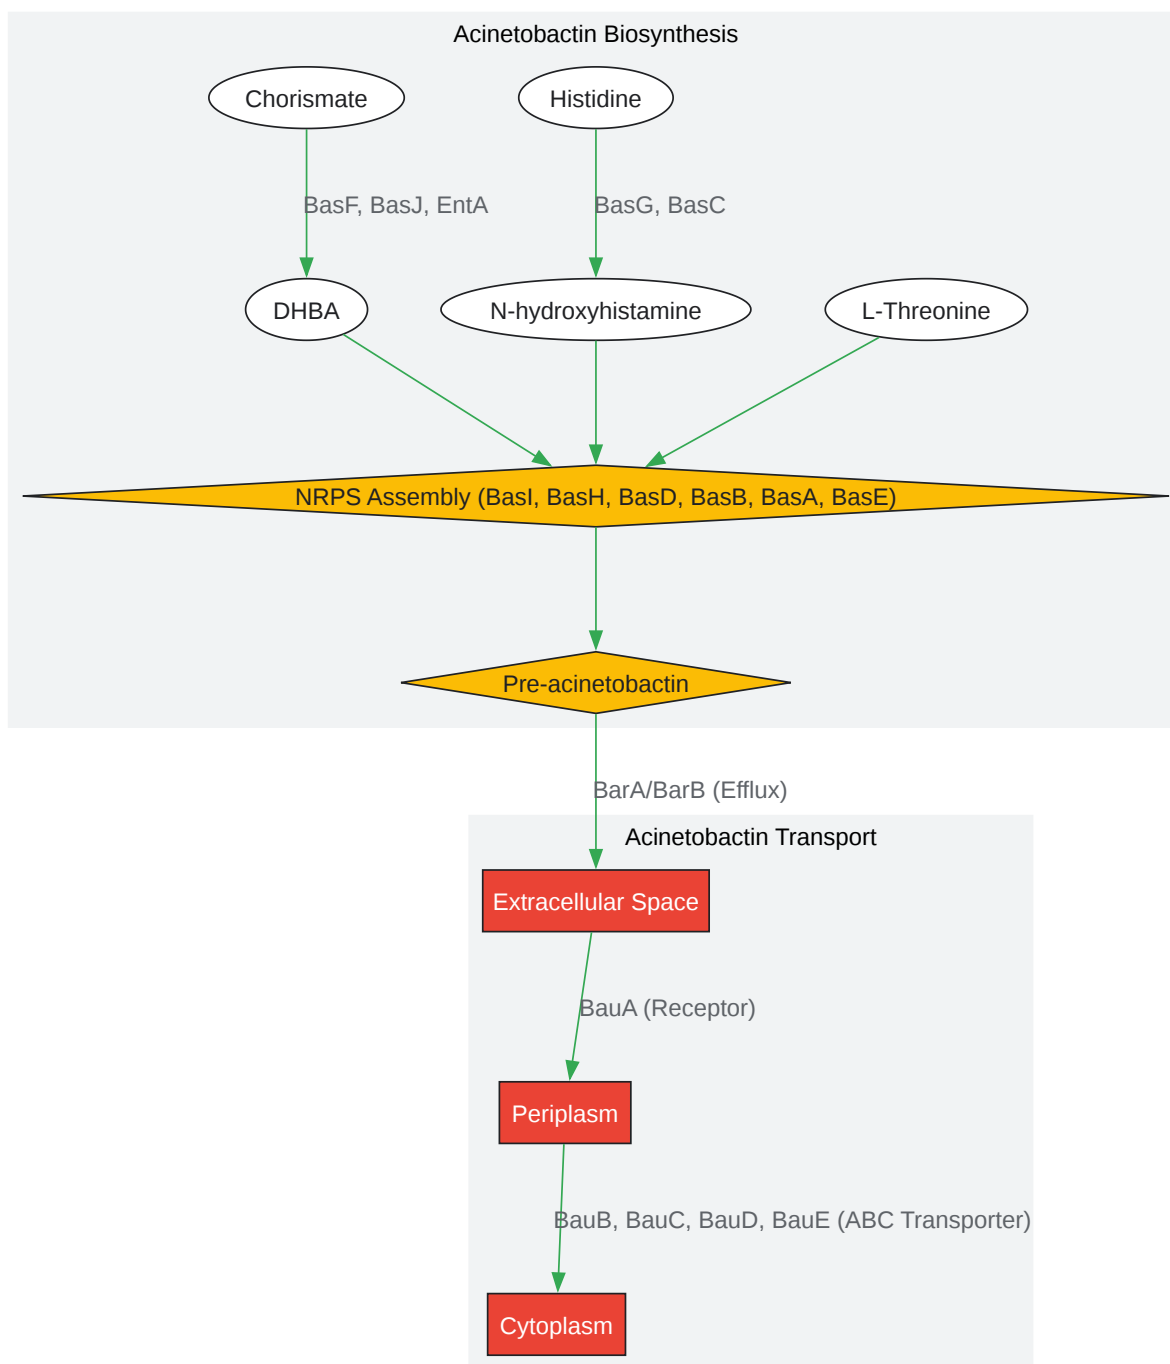 Acinetobactin Biosynthesis
Chorismate
Histidine
BasF, BasJ, EntA
BasG, BasC
DHBA
N-hydroxyhistamine
L-Threonine
NRPS Assembly (BasI, BasH, BasD, BasB, BasA, BasE)
Pre-acinetobactin
BarA/BarB (Efflux)
Acinetobactin Transport
Extracellular Space
BauA (Receptor)
Periplasm
BauB, BauC, BauD, BauE (ABC Transporter)
Cytoplasm